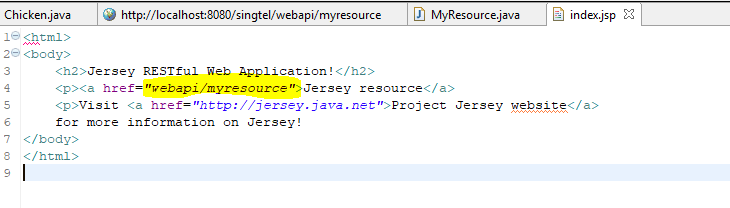 Chicken.java http://localhost:8080/singtel/webapi/myresource MyResource.java index.jsp
1 <html>
2 <body>
3 <h2>Jersey RESTful Web Application!</h2>
4 <p><a href="webapi/myresource">Jersey resource</a>
5 <p>Visit <a href="http://jersey.java.net">Project Jersey website</a>
6 for more information on Jersey!
7 </body>
8 </html>
9